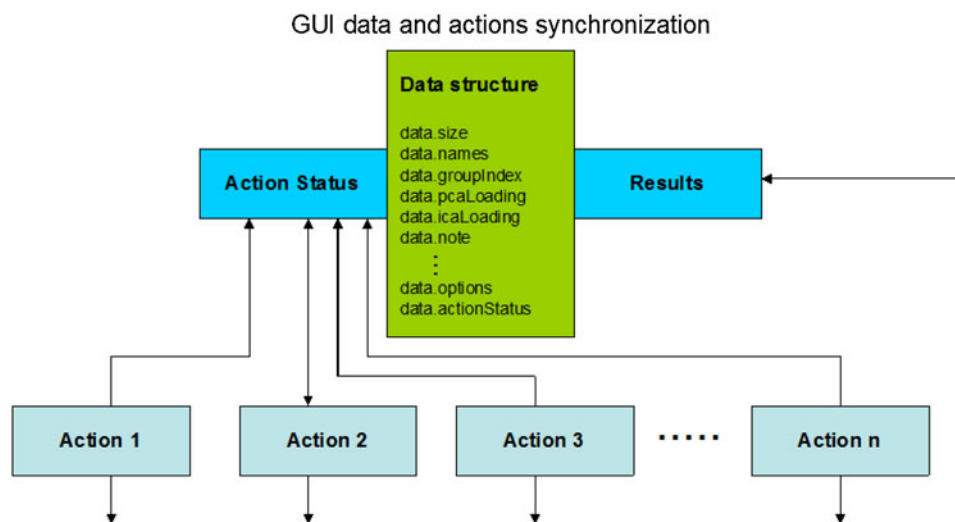 GUI data and actions synchronization
Data structure
data.size
data.names
data.groupIndex
data.pcaLoading
data.icaLoading
data.note
⋮
data.options
data.actionStatus
Action Status
Results
Action 1
Action 2
Action 3
.....
Action n